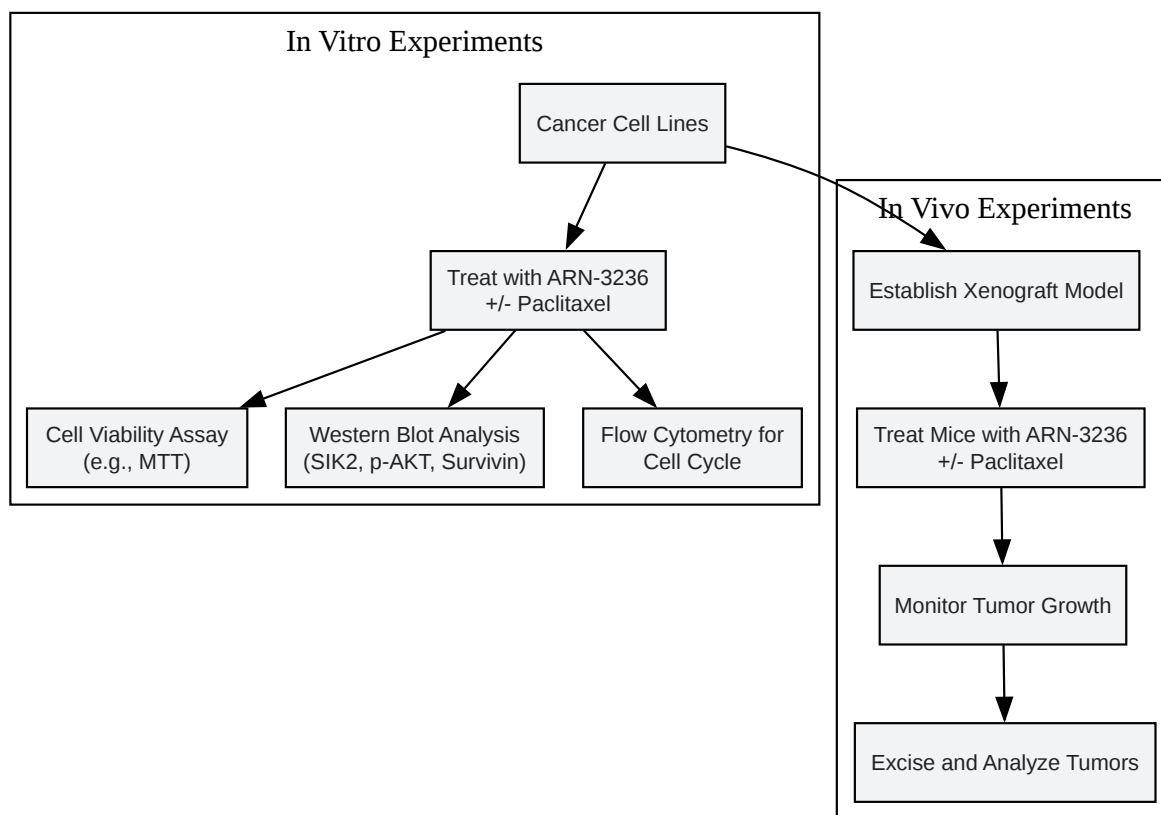 In Vitro Experiments
Cancer Cell Lines
Treat with ARN-3236
+/- Paclitaxel
Cell Viability Assay
(e.g., MTT)
Western Blot Analysis
(SIK2, p-AKT, Survivin)
Flow Cytometry for
Cell Cycle
In Vivo Experiments
Establish Xenograft Model
Treat Mice with ARN-3236
+/- Paclitaxel
Monitor Tumor Growth
Excise and Analyze Tumors